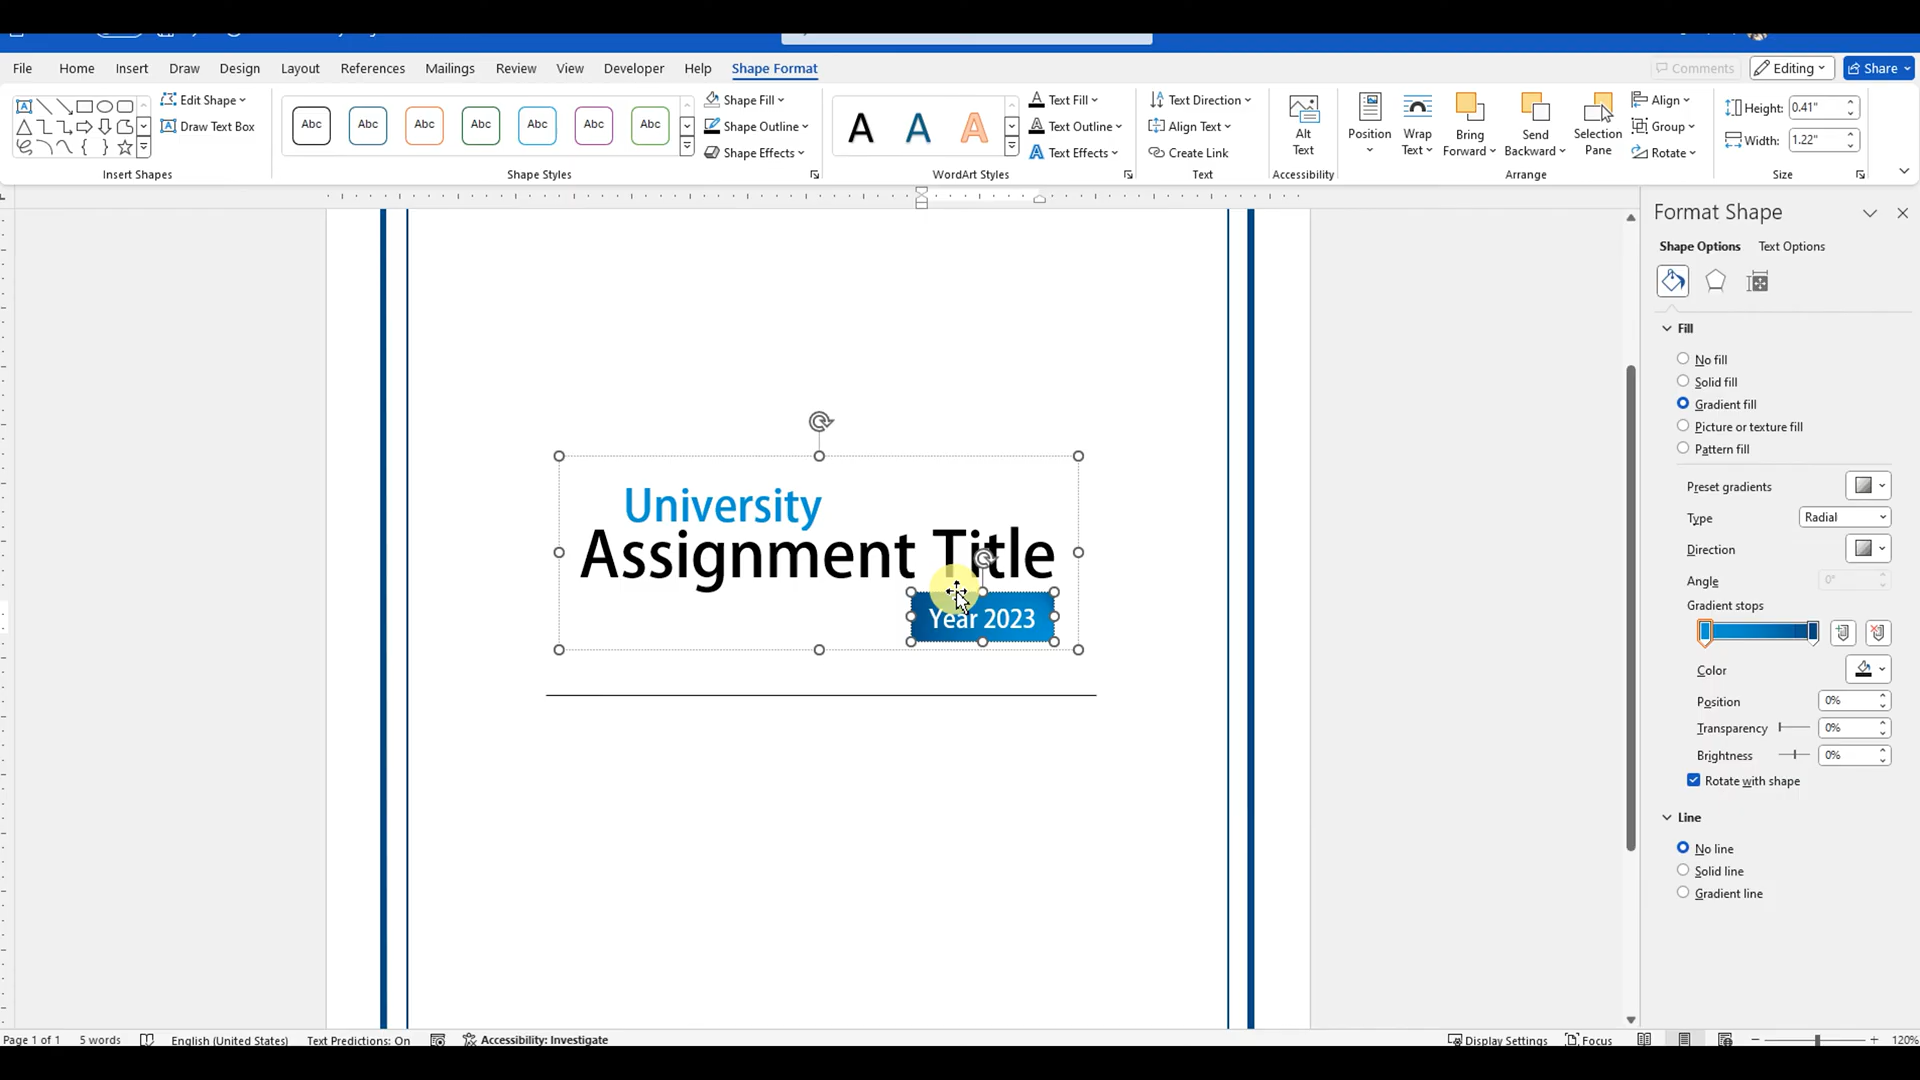 File Home Insert Draw Design Layout References Mailings Review View Developer Help Shape Format Comments Editing Share
Edit Shape
Draw Text Box
Insert Shapes
Abc Abc Abc Abc Abc Abc Abc
Shape Fill
Shape Outline
Shape Effects
Shape Styles
A A A
Text Fill
Text Outline
Text Effects
WordArt Styles
Text Direction
Align Text
Create Link
Text
Alt
Text
Accessibility
Position
Wrap
Text
Bring
Forward
Send
Backward
Selection
Pane
Align
Group
Rotate
Arrange
Height: 0.41"
Width: 1.22"
Size
University
Assignment Title
Year 2023
Format Shape
Shape Options Text Options
Fill
No fill
Solid fill
Gradient fill
Picture or texture fill
Pattern fill
Preset gradients
Type Radial
Direction
Angle 0°
Gradient stops
Color
Position 0%
Transparency 0%
Brightness 0%
Rotate with shape
Line
No line
Solid line
Gradient line
Page 1 of 1 5 words English (United States) Text Predictions: On Accessibility: Investigate Display Settings Focus 120%